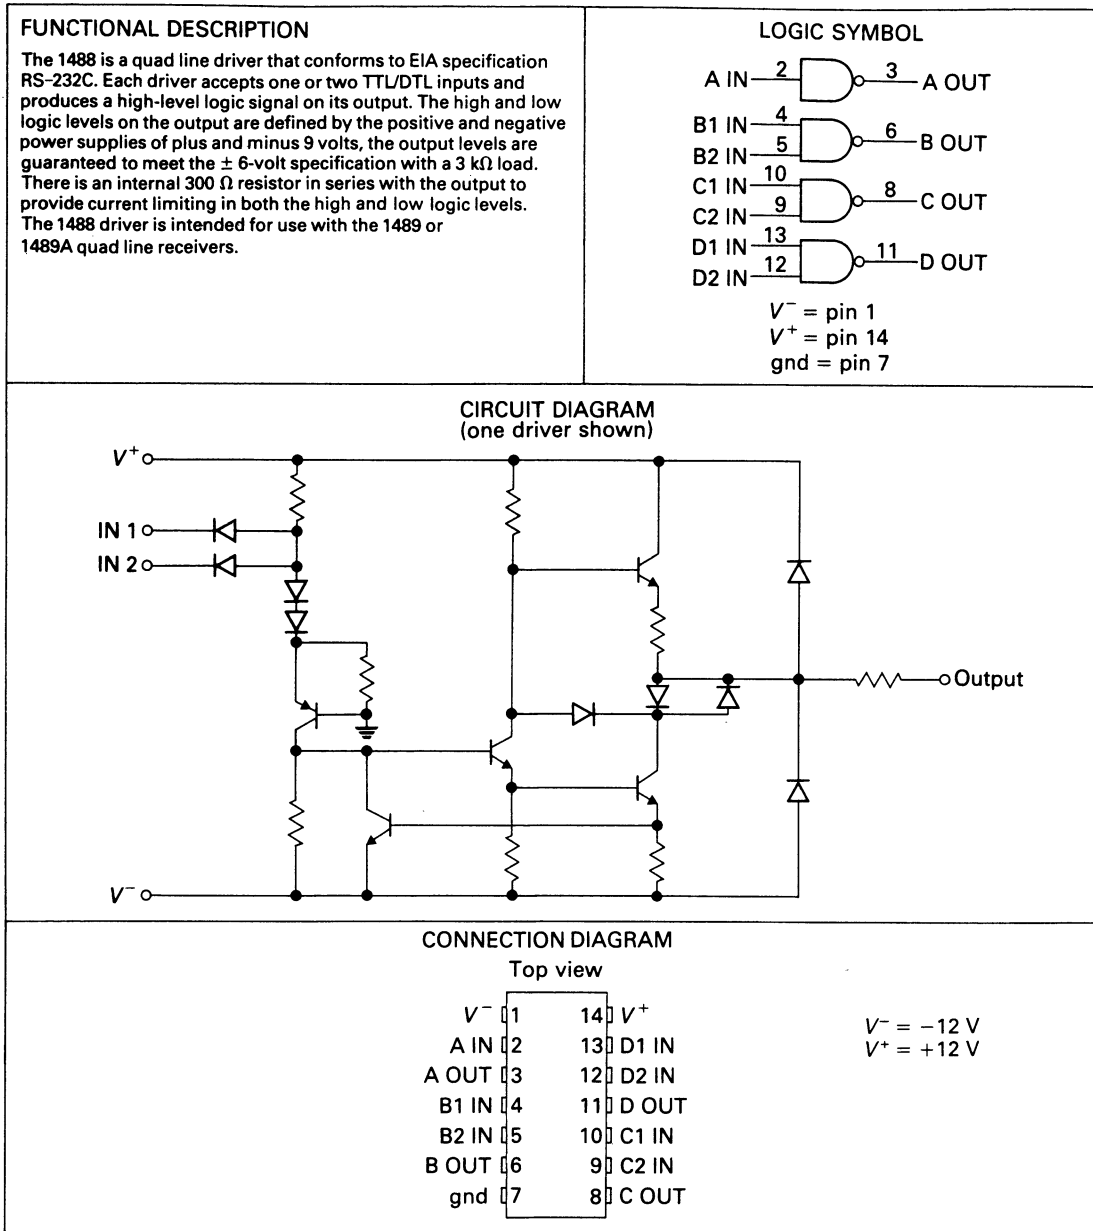 FUNCTIONAL DESCRIPTION
The 1488 is a quad line driver that conforms to EIA specification
RS-232C. Each driver accepts one or two TTL/DTL inputs and
produces a high-level logic signal on its output. The high and low
logic levels on the output are defined by the positive and negative
power supplies of plus and minus 9 volts, the output levels are
guaranteed to meet the ± 6-volt specification with a 3 kΩ load.
There is an internal 300 Ω resistor in series with the output to
provide current limiting in both the high and low logic levels.
The 1488 driver is intended for use with the 1489 or
1489A quad line receivers.
LOGIC SYMBOL
A IN 2 3 A OUT
B1 IN 4
6 B OUT
B2 IN 5
C1 IN 10
8 C OUT
C2 IN 9
D1 IN 13
11 D OUT
D2 IN 12
V⁻ = pin 1
V⁺ = pin 14
gnd = pin 7
CIRCUIT DIAGRAM
(one driver shown)
V⁺
IN 1
IN 2
Output
V⁻
CONNECTION DIAGRAM
Top view
V⁻ 1 14 V⁺
A IN 2 13 D1 IN
A OUT 3 12 D2 IN
B1 IN 4 11 D OUT
B2 IN 5 10 C1 IN
B OUT 6 9 C2 IN
gnd 7 8 C OUT
V⁻ = −12 V
V⁺ = +12 V